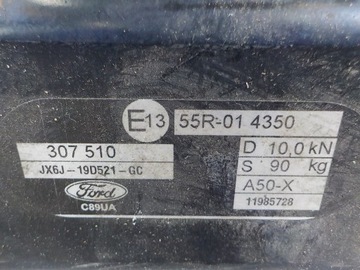 E13 55R-01 4350
307 510
D 10,0 kN
JX6J-19D521-GC
S 90 kg
Ford
A50-X
C89UA
11985728